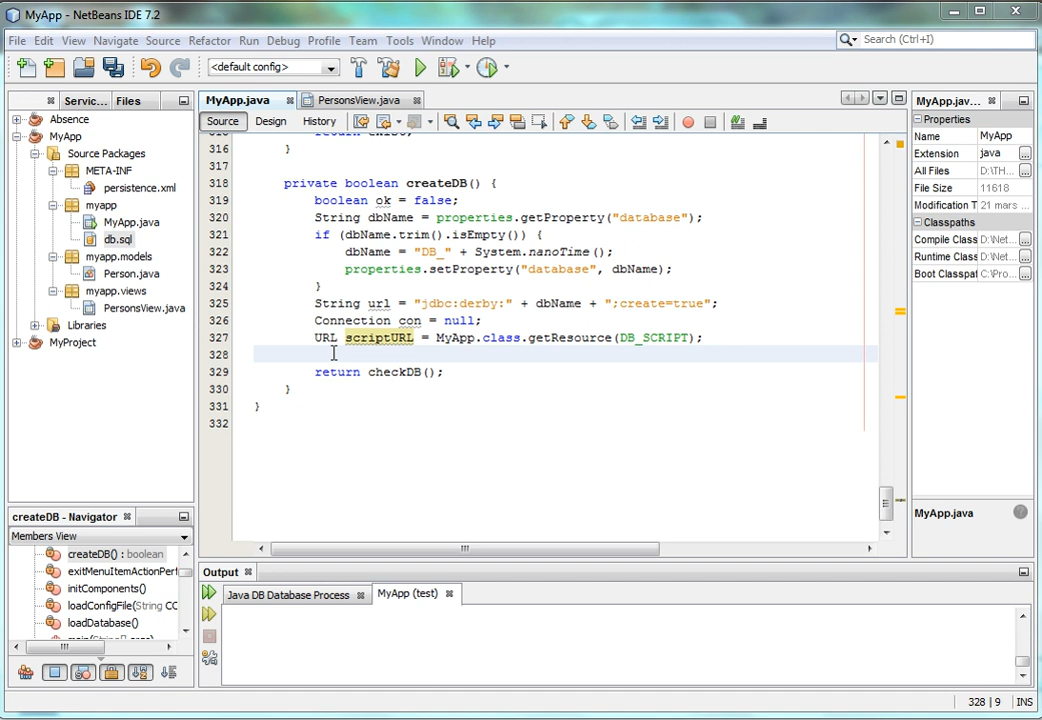 MyApp - NetBeans IDE 7.2
File Edit View Navigate Source Refactor Run Debug Profile Team Tools Window Help
Search (Ctrl+I)
<default config>
Servic... Files
MyApp.java PersonsView.java
MyApp.jav...
Source Design History
Absence
MyApp
Source Packages
META-INF
persistence.xml
myapp
MyApp.java
db.sql
myapp.models
Person.java
myapp.views
PersonsView.java
Libraries
MyProject
316 }
317
318 private boolean createDB() {
319 boolean ok = false;
320 String dbName = properties.getProperty("database");
321 if (dbName.trim().isEmpty()) {
322 dbName = "DB_" + System.nanoTime();
323 properties.setProperty("database", dbName);
324 }
325 String url = "jdbc:derby:" + dbName + ";create=true";
326 Connection con = null;
327 URL scriptURL = MyApp.class.getResource(DB_SCRIPT);
328
329 return checkDB();
330 }
331 }
332
Properties
Name MyApp
Extension java
All Files D:\TH...
File Size 11618
Modification T 21 mars
Classpaths
Compile Class D:\Net...
Runtime Class D:\Net...
Boot Classpat C:\Pro...
MyApp.java
createDB - Navigator
Members View
createDB() : boolean
exitMenuItemActionPerf
initComponents()
loadConfigFile(String CO
loadDatabase()
Output
Java DB Database Process MyApp (test)
328 | 9 INS